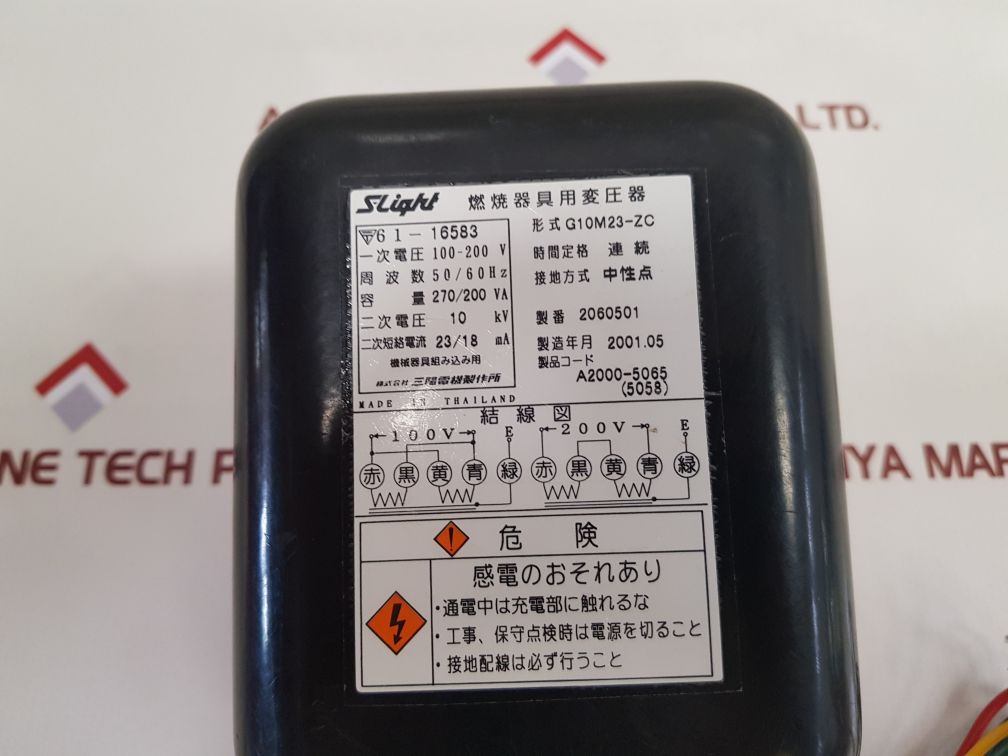 LTD.
NE TECH P
IYA MAR
SLight 燃焼器具用変圧器
61-16583
一次電圧 100-200 V
周波数 50/60Hz
容量 270/200 VA
二次電圧 10 kV
二次短絡電流 23/18 mA
機械器具組み込み用
株式会社 三陽電機製作所
形式 G10M23-ZC
時間定格 連続
接地方式 中性点
製番 2060501
製造年月 2001.05
製品コード
A2000-5065
(5058)
MADE IN THAILAND
結線図
100V E 200V E
赤 黒 黄 青 緑 赤 黒 黄 青 緑
危険
感電のおそれあり
・通電中は充電部に触れるな
・工事、保守点検時は電源を切ること
・接地配線は必ず行うこと